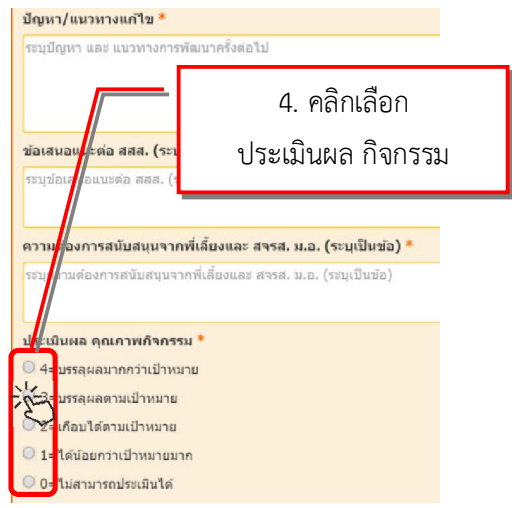 ปัญหา/แนวทางแก้ไข *
ระบุปัญหา และ แนวทางการพัฒนาครั้งต่อไป
4. คลิกเลือก
ประเมินผล กิจกรรม
ข้อเสนอแนะต่อ สสส. (ระบุ
ระบุข้อเสนอแนะต่อ สสส. (
ความต้องการสนับสนุนจากพี่เลี้ยงและ สจรส. ม.อ. (ระบุเป็นข้อ) *
ระบุความต้องการสนับสนุนจากพี่เลี้ยงและ สจรส. ม.อ. (ระบุเป็นข้อ)
ประเมินผล คุณภาพกิจกรรม *
4=บรรลุผลมากกว่าเป้าหมาย
3=บรรลุผลตามเป้าหมาย
2=เกือบได้ตามเป้าหมาย
1=ได้น้อยกว่าเป้าหมายมาก
0=ไม่สามารถประเมินได้